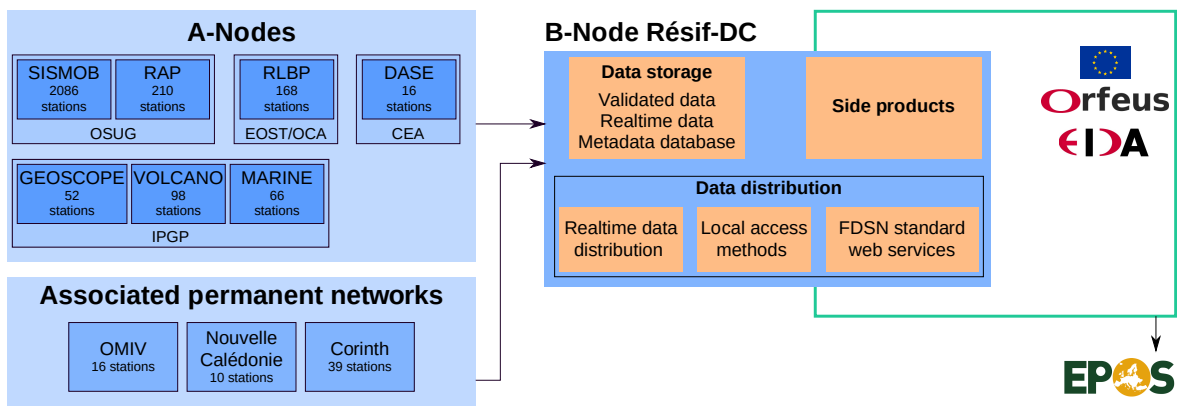 A-Nodes
SISMOB
2086
stations
RAP
210
stations
OSUG
RLBP
168
stations
EOST/OCA
DASE
16
stations
CEA
GEOSCOPE
52
stations
VOLCANO
98
stations
MARINE
66
stations
IPGP
Associated permanent networks
OMIV
16 stations
Nouvelle
Calédonie
10 stations
Corinth
39 stations
B-Node Résif-DC
Data storage
Validated data
Realtime data
Metadata database
Side products
Data distribution
Realtime data
distribution
Local access
methods
FDSN standard
web services
Orfeus
EIDA
EPOS